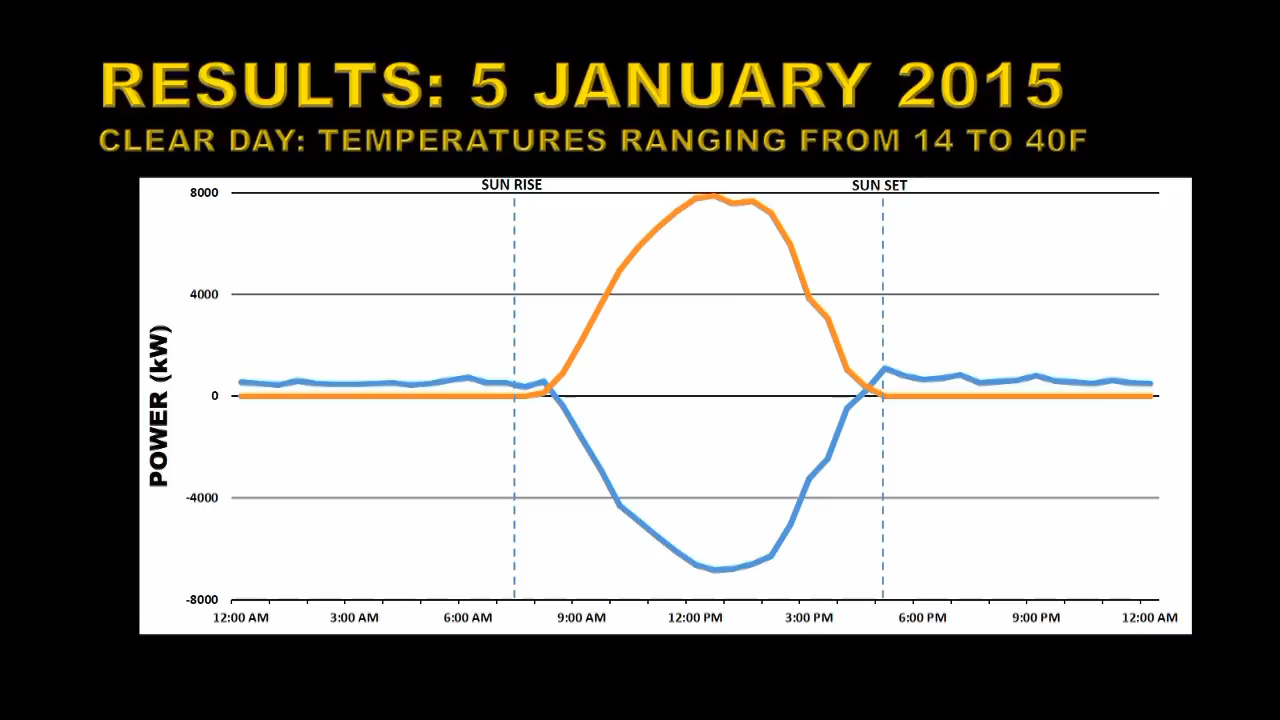 RESULTS: 5 JANUARY 2015
CLEAR DAY: TEMPERATURES RANGING FROM 14 TO 40F
SUN RISE SUN SET
8000
4000
0
-4000
-8000
POWER (kW)
12:00 AM 3:00 AM 6:00 AM 9:00 AM 12:00 PM 3:00 PM 6:00 PM 9:00 PM 12:00 AM